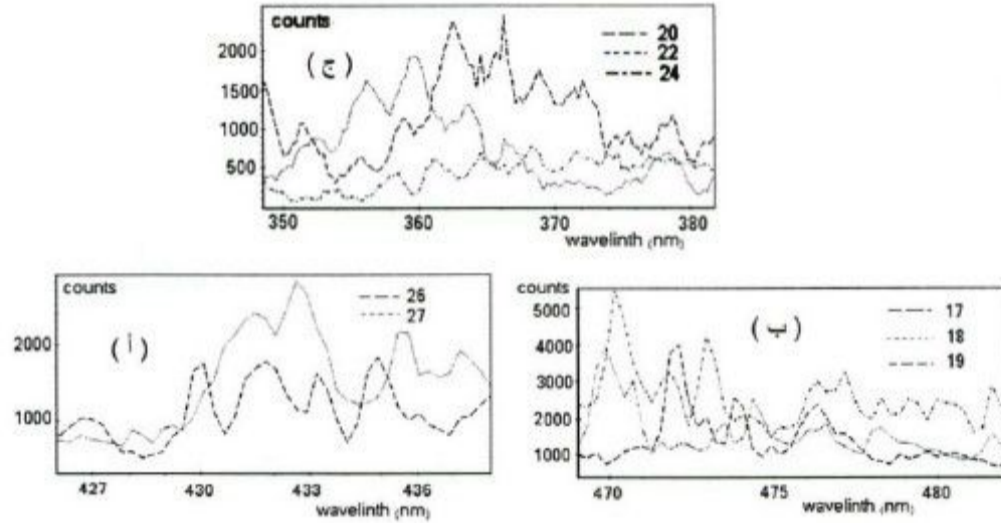 counts
( ج )
20
22
24
2000
1500
1000
500
350 360 370 380
wavelinth (nm)
counts
( أ )
26
27
2000
1000
427 430 433 436
wavelinth (nm)
counts
( ب )
17
18
19
5000
4000
3000
2000
1000
470 475 480
wavelinth (nm)